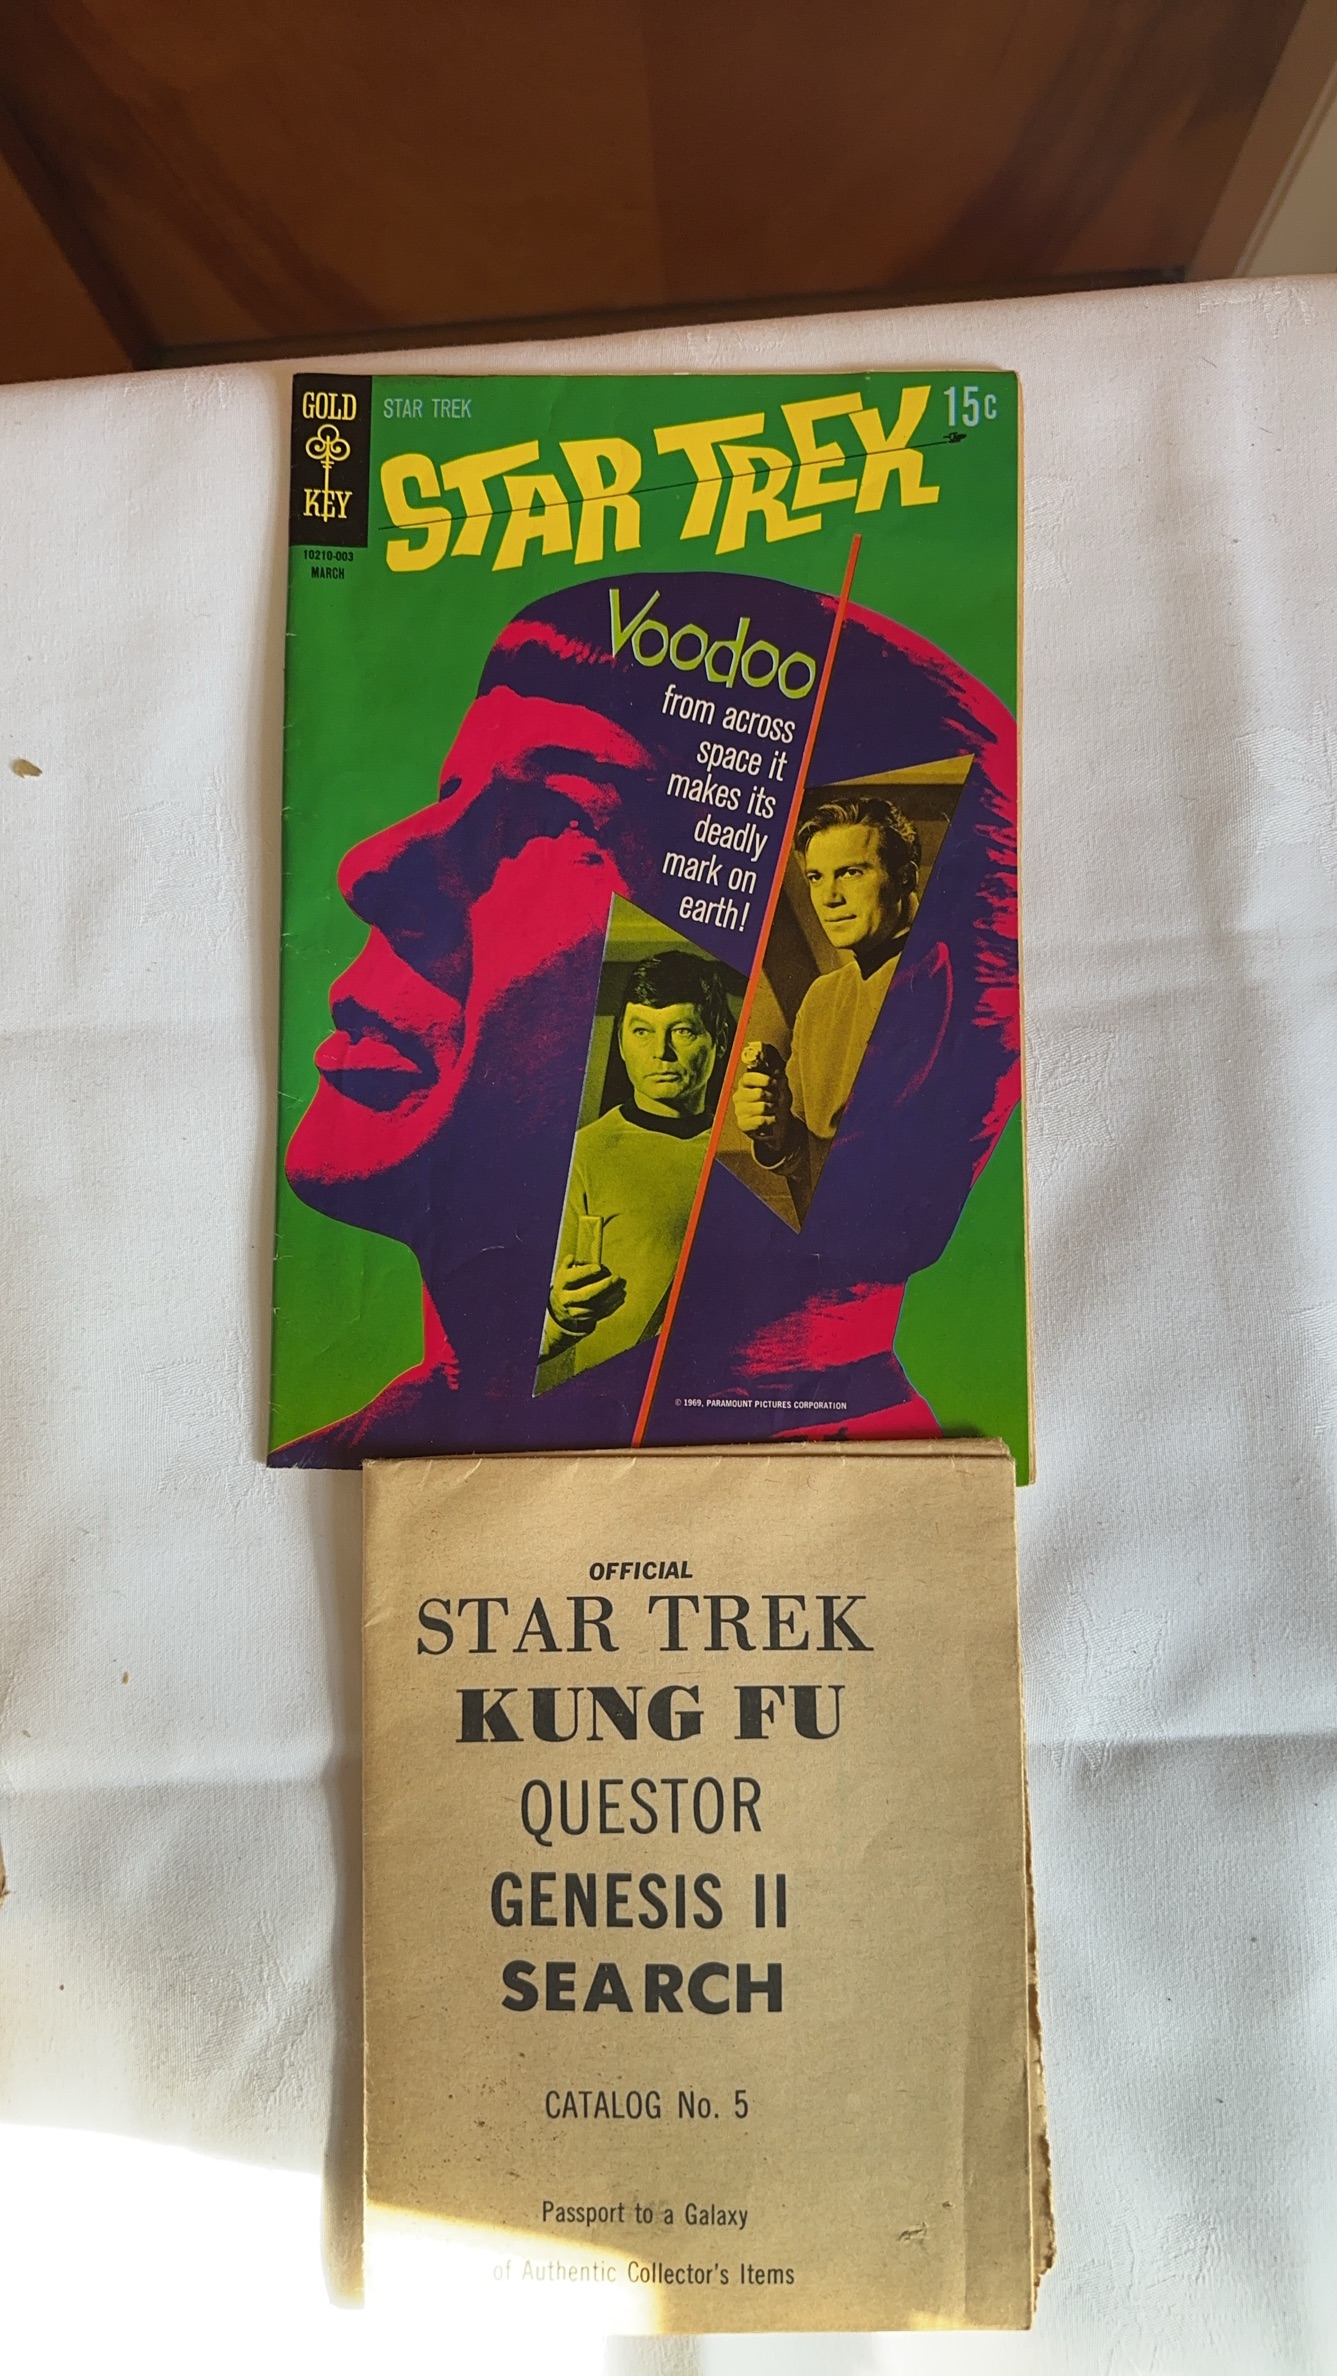 GOLD
KEY
10210-003
MARCH
STAR TREK
15c
STAR TREK
Voodoo
from across
space it
makes its
deadly
mark on
earth!
© 1969, PARAMOUNT PICTURES CORPORATION
OFFICIAL
STAR TREK
KUNG FU
QUESTOR
GENESIS II
SEARCH
CATALOG No. 5
Passport to a Galaxy
of Authentic Collector's Items